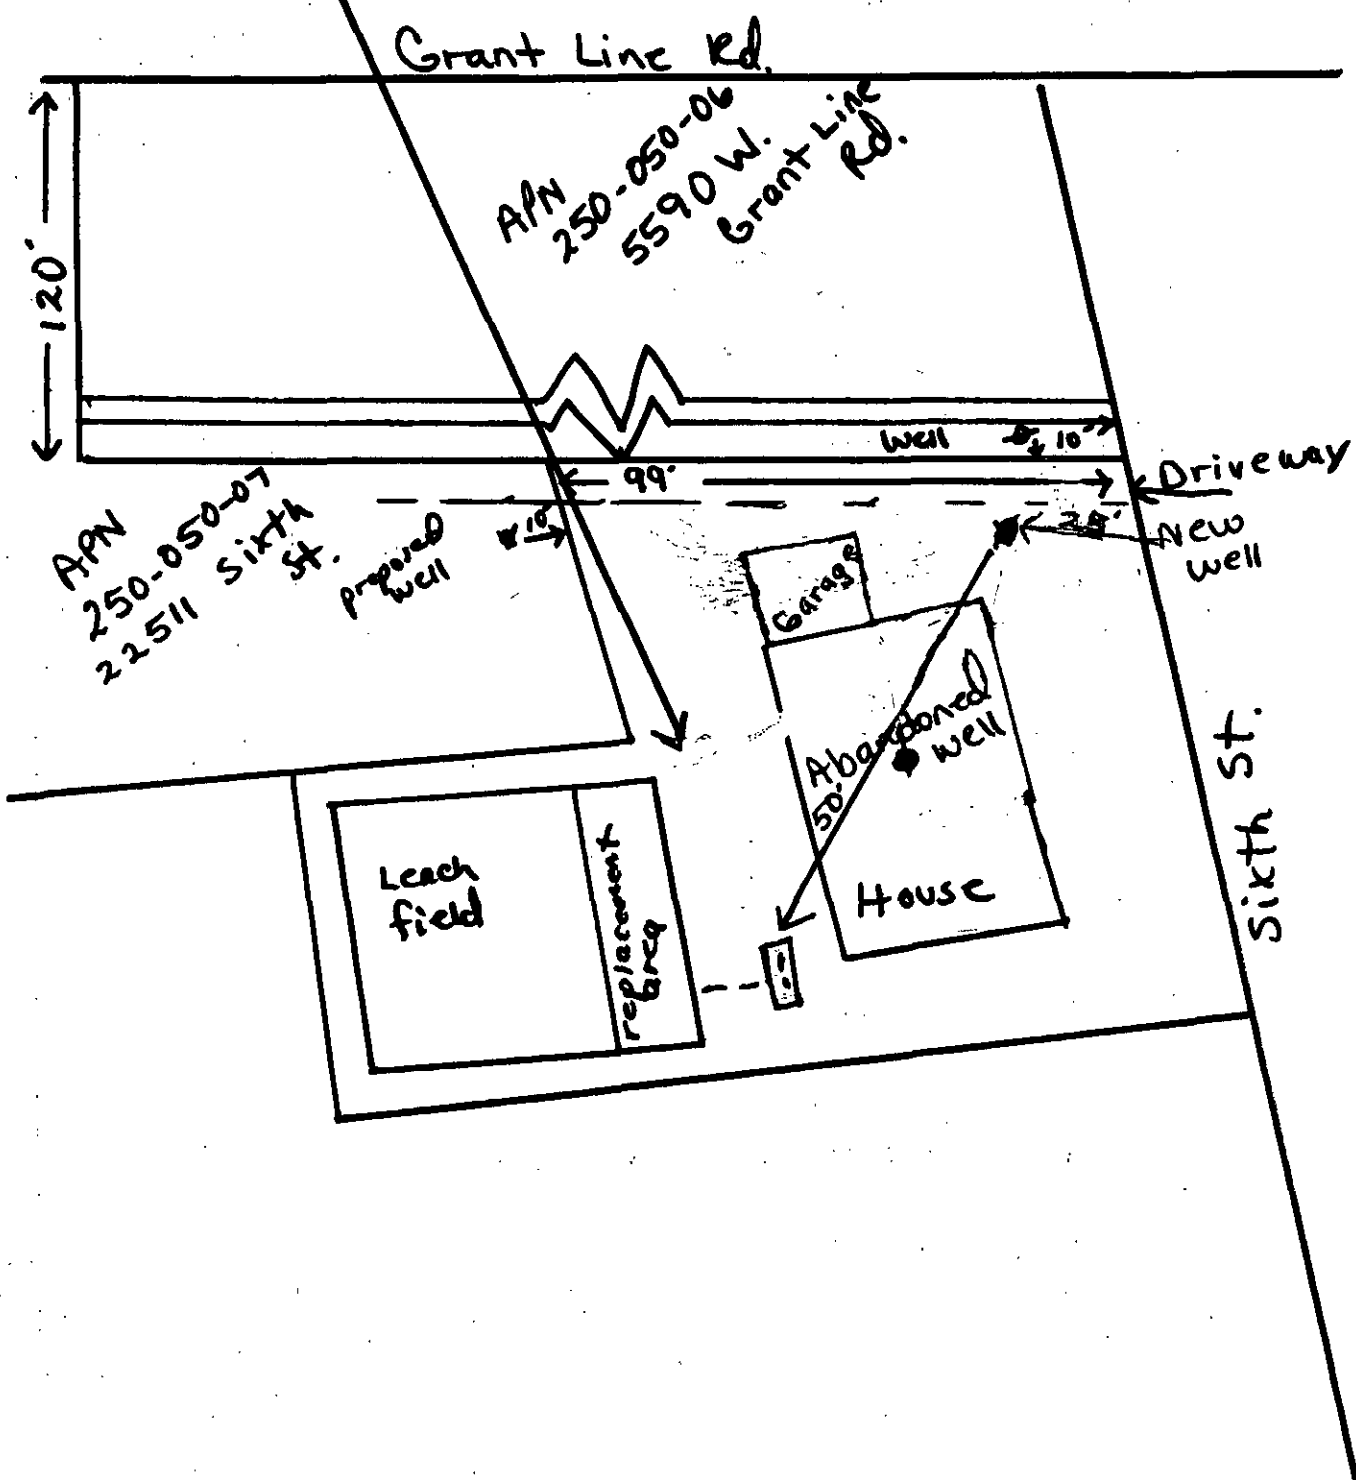 Grant Line Rd.
APN
250-050-06
5590 W.
Grant Line
Rd.
120'
well
10'
99'
Driveway
New
well
APN
250-050-07
22511 Sixth
St.
proposed
well
10'
Garage
Abandoned
well
50'
House
Sixth St.
Leach
field
replacement
area